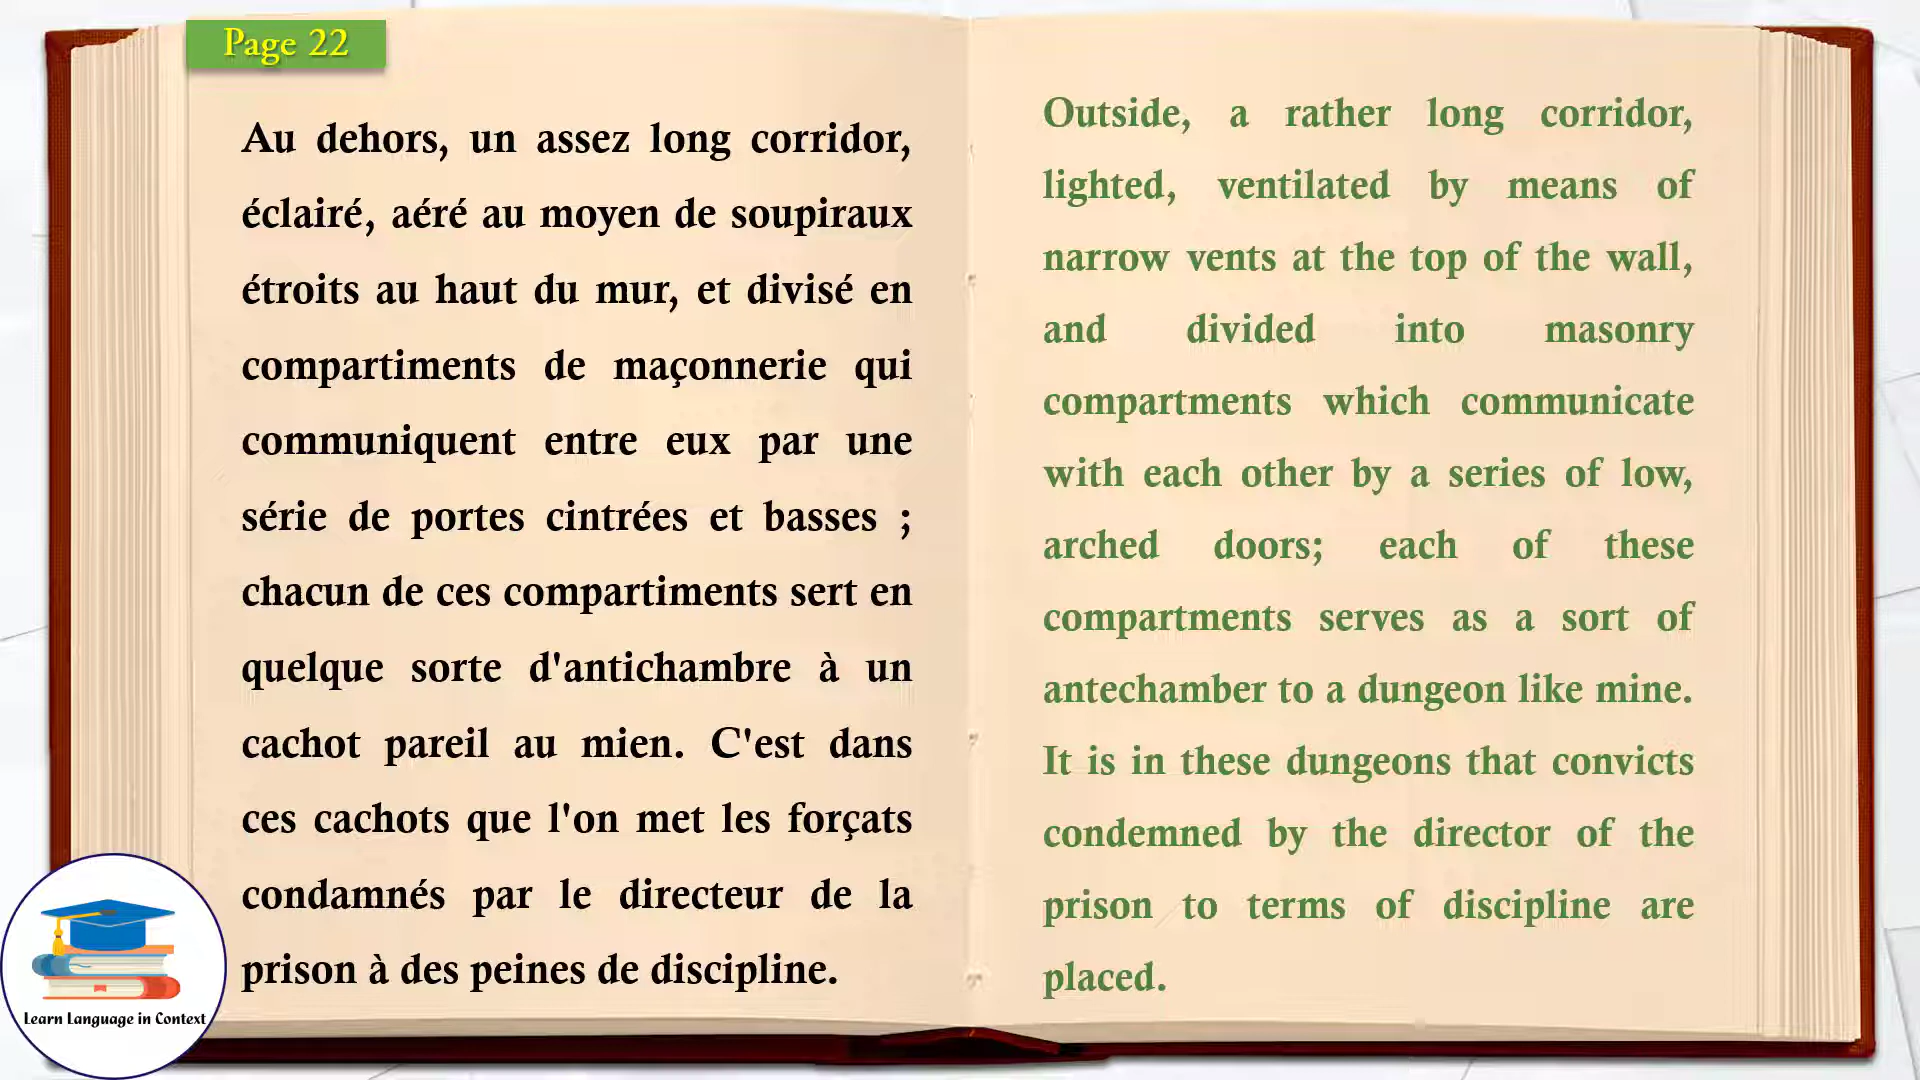 Page 22
Au dehors, un assez long corridor,
éclairé, aéré au moyen de soupiraux
étroits au haut du mur, et divisé en
compartiments de maçonnerie qui
communiquent entre eux par une
série de portes cintrées et basses ;
chacun de ces compartiments sert en
quelque sorte d'antichambre à un
cachot pareil au mien. C'est dans
ces cachots que l'on met les forçats
condamnés par le directeur de la
prison à des peines de discipline.
Outside, a rather long corridor,
lighted, ventilated by means of
narrow vents at the top of the wall,
and divided into masonry
compartments which communicate
with each other by a series of low,
arched doors; each of these
compartments serves as a sort of
antechamber to a dungeon like mine.
It is in these dungeons that convicts
condemned by the director of the
prison to terms of discipline are
placed.
Learn Language in Context